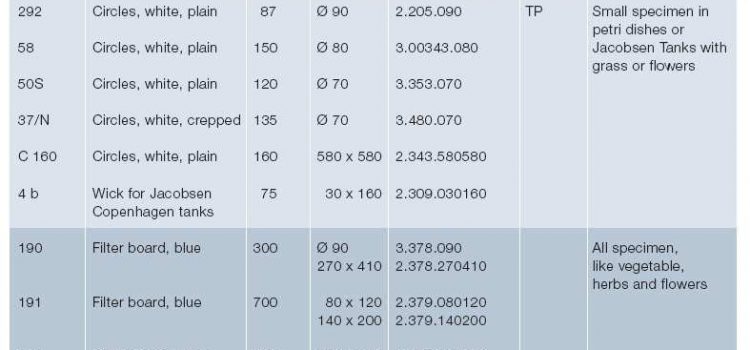 292 Circles, white, plain 87 Ø 90 2.205.090 TP Small specimen in
petri dishes or
58 Circles, white, plain 150 Ø 80 3.00343.080 Jacobsen Tanks with
grass or flowers
50S Circles, white, plain 120 Ø 70 3.353.070
37/N Circles, white, crepped 135 Ø 70 3.480.070
C 160 Circles, white, plain 160 580 x 580 2.343.580580
4 b Wick for Jacobsen 75 30 x 160 2.309.030160
Copenhagen tanks
190 Filter board, blue 300 Ø 90 3.378.090 All specimen,
270 x 410 2.378.270410 like vegetable,
herbs and flowers
191 Filter board, blue 700 80 x 120 2.379.080120
140 x 200 2.379.140200